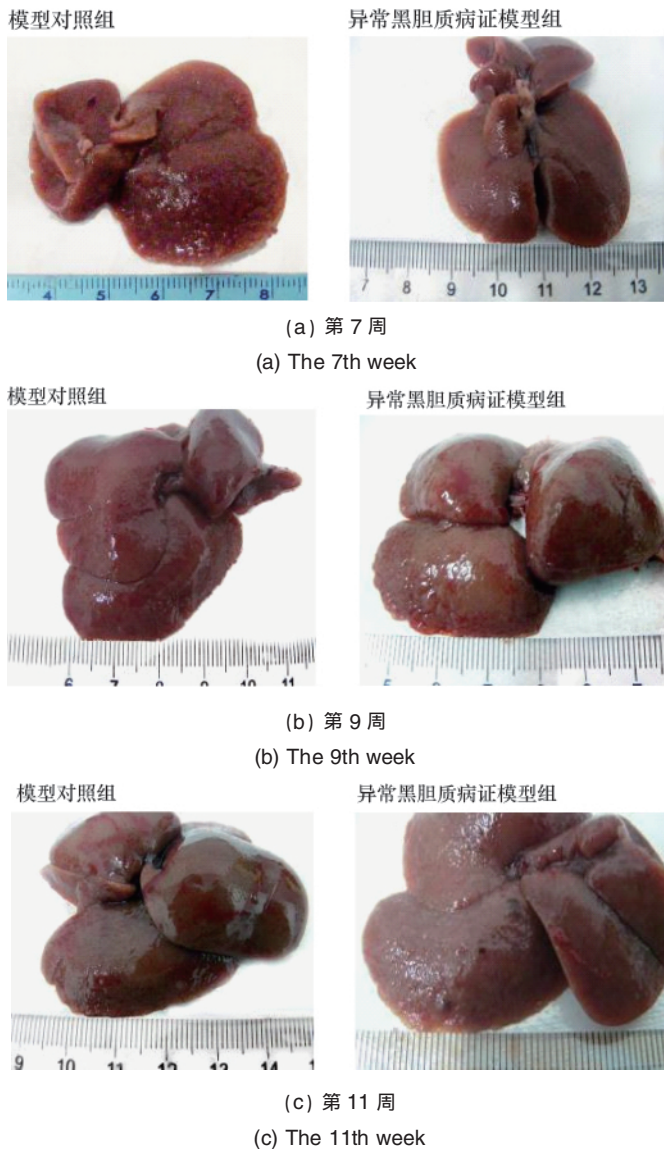 模型对照组 异常黑胆质病证模型组
4 5 6 7 8 7 8 9 10 11 12 13
(a) 第 7 周
(a) The 7th week
模型对照组 异常黑胆质病证模型组
6 7 8 9 10 11
(b) 第 9 周
(b) The 9th week
模型对照组 异常黑胆质病证模型组
9 10 11 12 13 14
(c) 第 11 周
(c) The 11th week